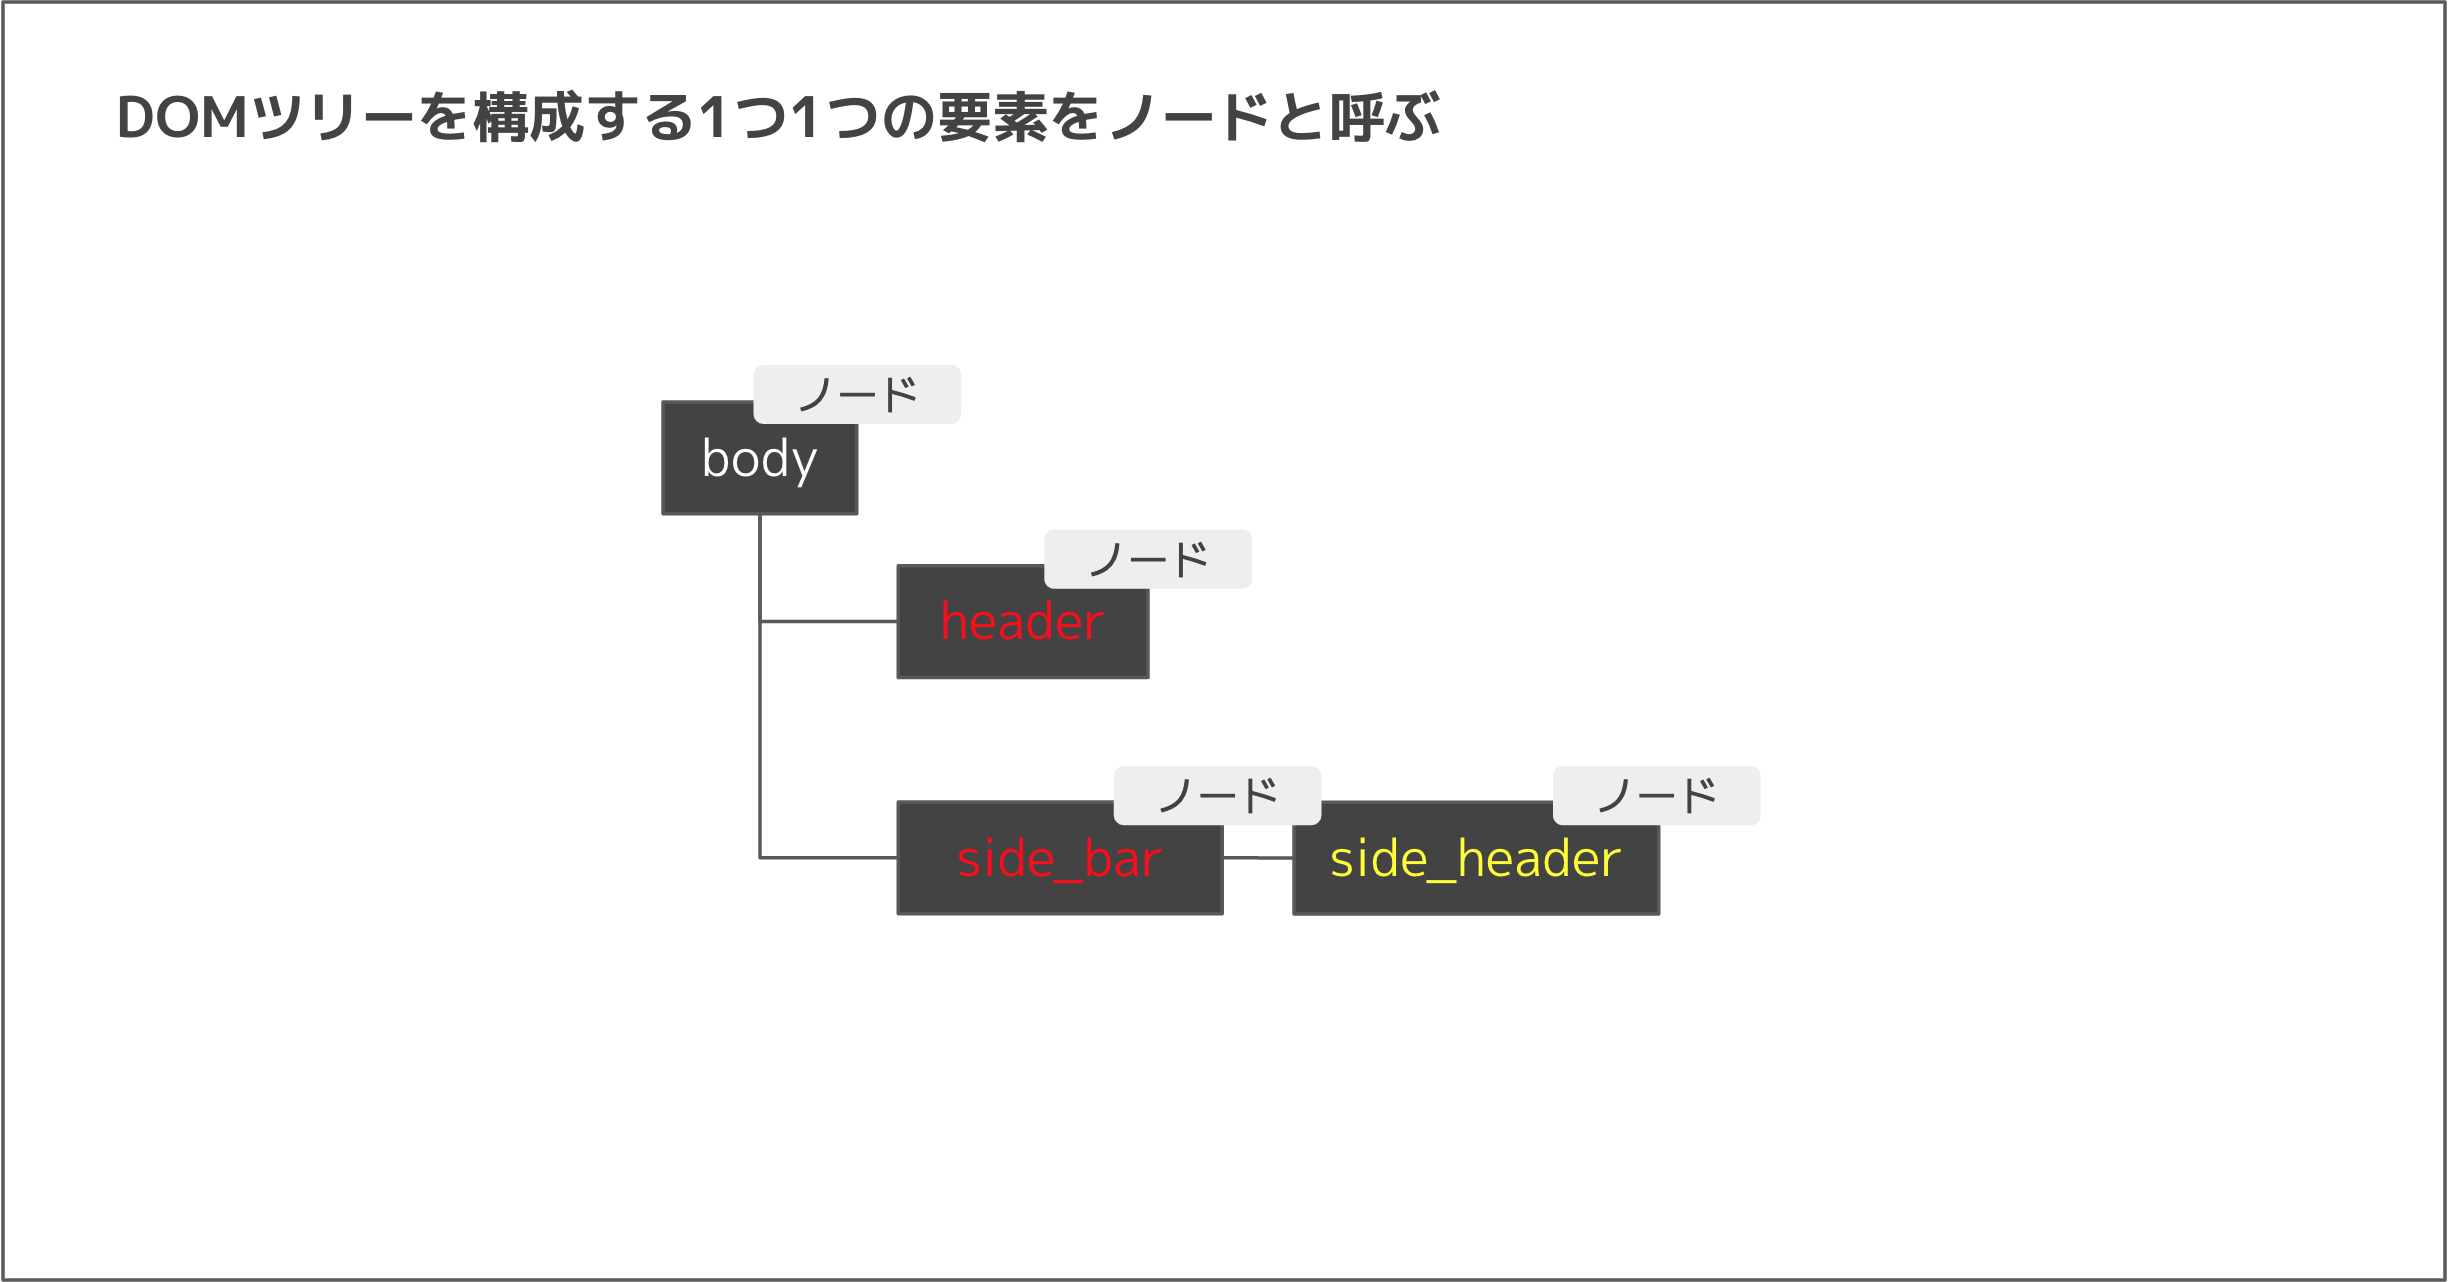 DOMツリーを構成する1つ1つの要素をノードと呼ぶ
ノード
body
ノード
header
ノード
side_bar
ノード
side_header